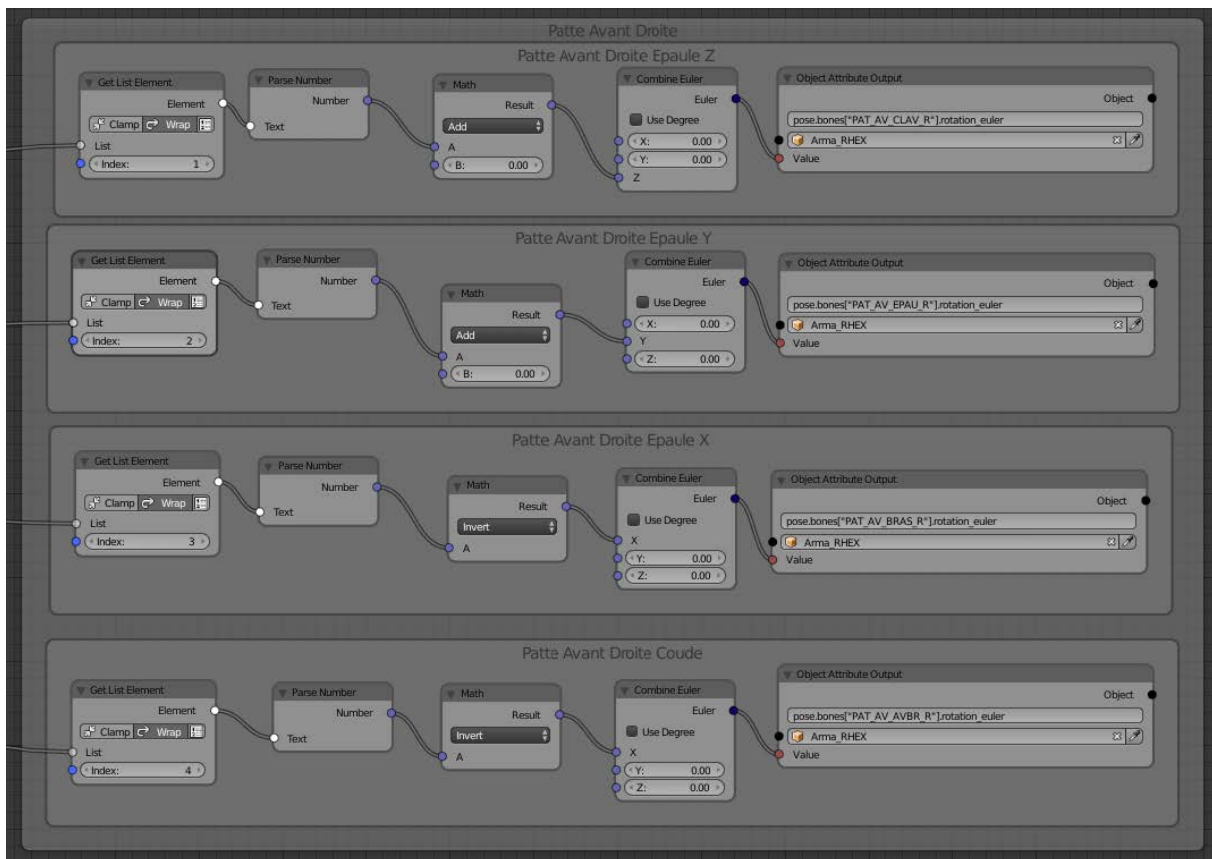 Patte Avant Droite
Patte Avant Droite Epaule Z
Get List Element
Element
Clamp Wrap
List
Index: 1
Parse Number
Number
Text
Math
Result
Add
A
B: 0.00
Combine Euler
Euler
Use Degree
X: 0.00
Y: 0.00
Z
Object Attribute Output
Object
pose.bones["PAT_AV_CLAV_R"].rotation_euler
Arma_RHEX
Value
Patte Avant Droite Epaule Y
Get List Element
Element
Clamp Wrap
List
Index: 2
Parse Number
Number
Text
Math
Result
Add
A
B: 0.00
Combine Euler
Euler
Use Degree
X: 0.00
Y
Z: 0.00
Object Attribute Output
Object
pose.bones["PAT_AV_EPAU_R"].rotation_euler
Arma_RHEX
Value
Patte Avant Droite Epaule X
Get List Element
Element
Clamp Wrap
List
Index: 3
Parse Number
Number
Text
Math
Result
Invert
A
Combine Euler
Euler
Use Degree
X
Y: 0.00
Z: 0.00
Object Attribute Output
Object
pose.bones["PAT_AV_BRAS_R"].rotation_euler
Arma_RHEX
Value
Patte Avant Droite Coude
Get List Element
Element
Clamp Wrap
List
Index: 4
Parse Number
Number
Text
Math
Result
Invert
A
Combine Euler
Euler
Use Degree
X
Y: 0.00
Z: 0.00
Object Attribute Output
Object
pose.bones["PAT_AV_AVBR_R"].rotation_euler
Arma_RHEX
Value